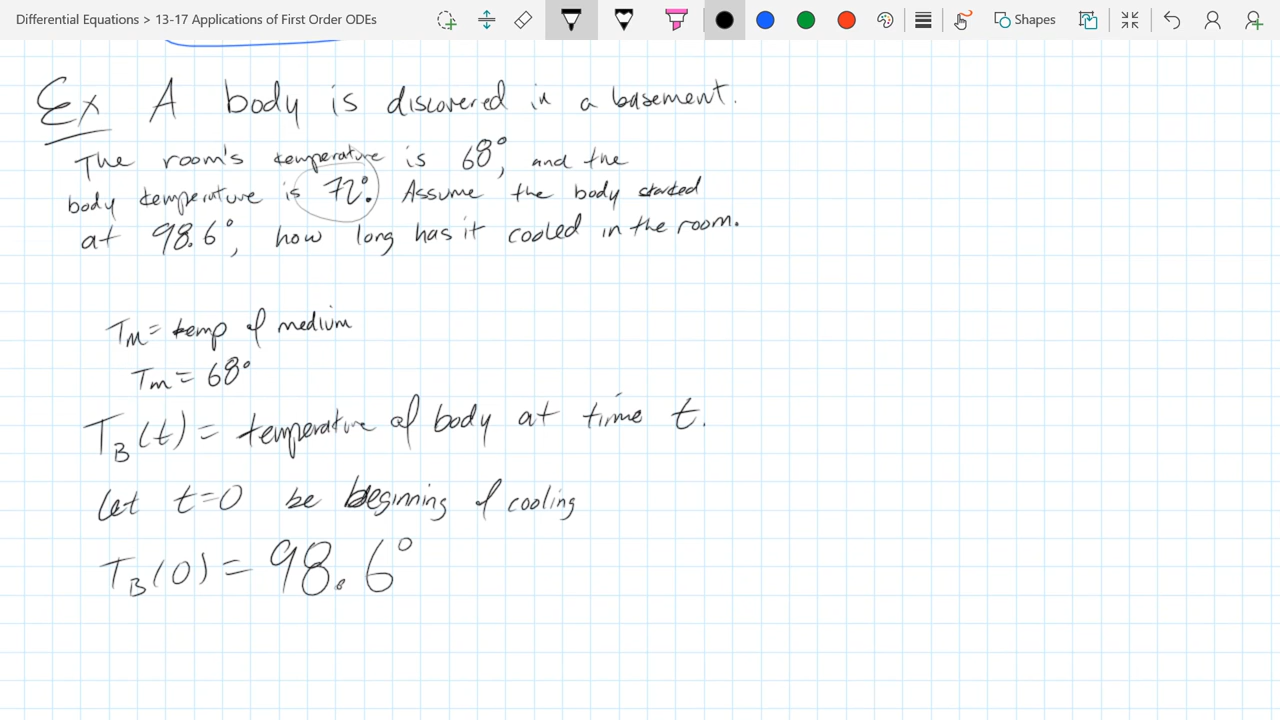 Differential Equations > 13-17 Applications of First Order ODEs
Shapes
Ex A body is discovered in a basement.
The room's temperature is 68°, and the
body temperature is 72°. Assume the body started
at 98.6°, how long has it cooled in the room.
TM = temp of medium
Tm = 68°
TB(t) = temperature of body at time t.
Let t=0 be beginning of cooling
TB(0) = 98.6°